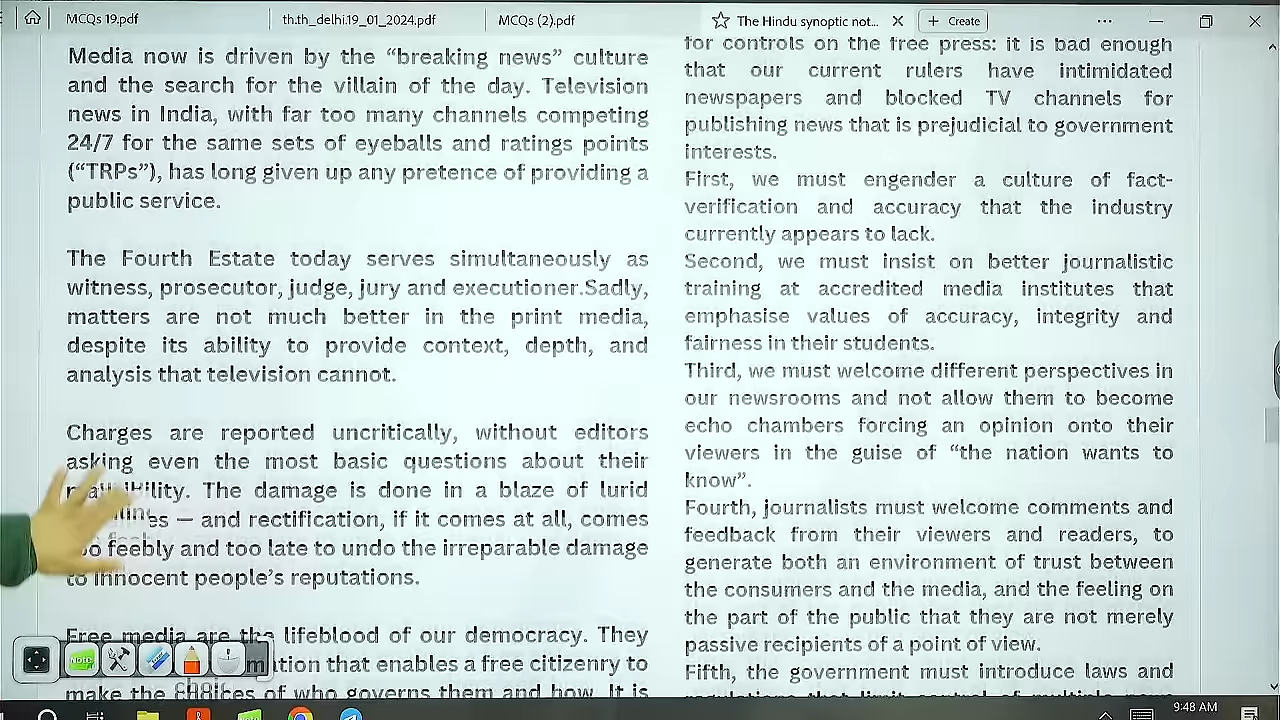 MCQs 19.pdf
th.th_delhi.19_01_2024.pdf
MCQs (2).pdf
The Hindu synoptic not...
+ Create
Media now is driven by the “breaking news” culture
and the search for the villain of the day. Television
news in India, with far too many channels competing
24/7 for the same sets of eyeballs and ratings points
(“TRPs”), has long given up any pretence of providing a
public service.
The Fourth Estate today serves simultaneously as
witness, prosecutor, judge, jury and executioner.Sadly,
matters are not much better in the print media,
despite its ability to provide context, depth, and
analysis that television cannot.
Charges are reported uncritically, without editors
asking even the most basic questions about their
The damage is done in a blaze of lurid
— and rectification, if it comes at all, comes
feebly and too late to undo the irreparable damage
to innocent people’s reputations.
Free media are the lifeblood of our democracy. They
that enables a free citizenry to
make the choices of who governs them and how. It is
for controls on the free press: it is bad enough
that our current rulers have intimidated
newspapers and blocked TV channels for
publishing news that is prejudicial to government
interests.
First, we must engender a culture of fact-
verification and accuracy that the industry
currently appears to lack.
Second, we must insist on better journalistic
training at accredited media institutes that
emphasise values of accuracy, integrity and
fairness in their students.
Third, we must welcome different perspectives in
our newsrooms and not allow them to become
echo chambers forcing an opinion onto their
viewers in the guise of “the nation wants to
know”.
Fourth, journalists must welcome comments and
feedback from their viewers and readers, to
generate both an environment of trust between
the consumers and the media, and the feeling on
the part of the public that they are not merely
passive recipients of a point of view.
Fifth, the government must introduce laws and
Note
9:48 AM